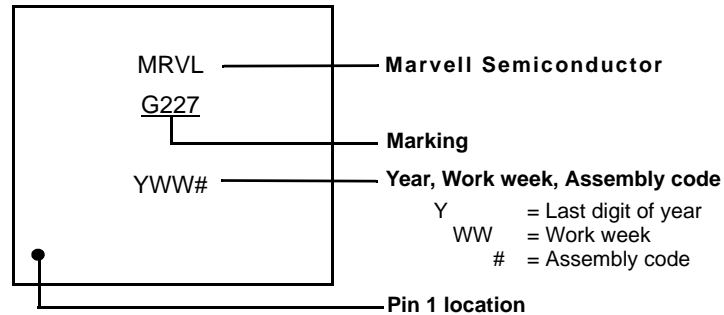 MRVL Marvell Semiconductor
G227
Marking
YWW# Year, Work week, Assembly code
Y = Last digit of year
WW = Work week
# = Assembly code
Pin 1 location